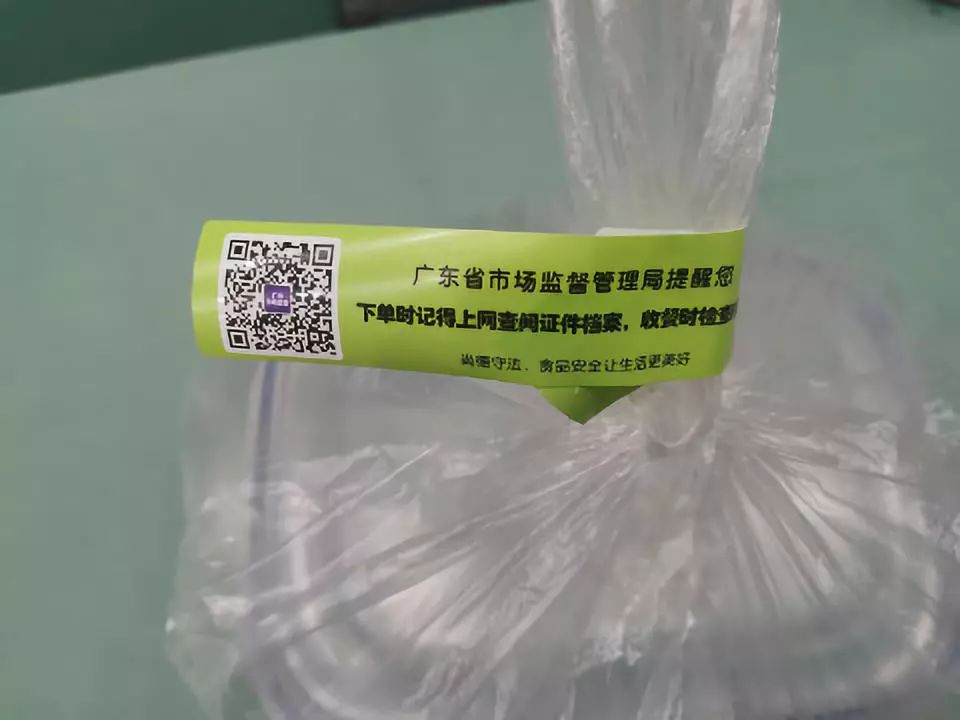 广东省市场监督管理局提醒您
下单时记得上网查阅证件档案，收餐时检查
尚德守法、食品安全让生活更美好